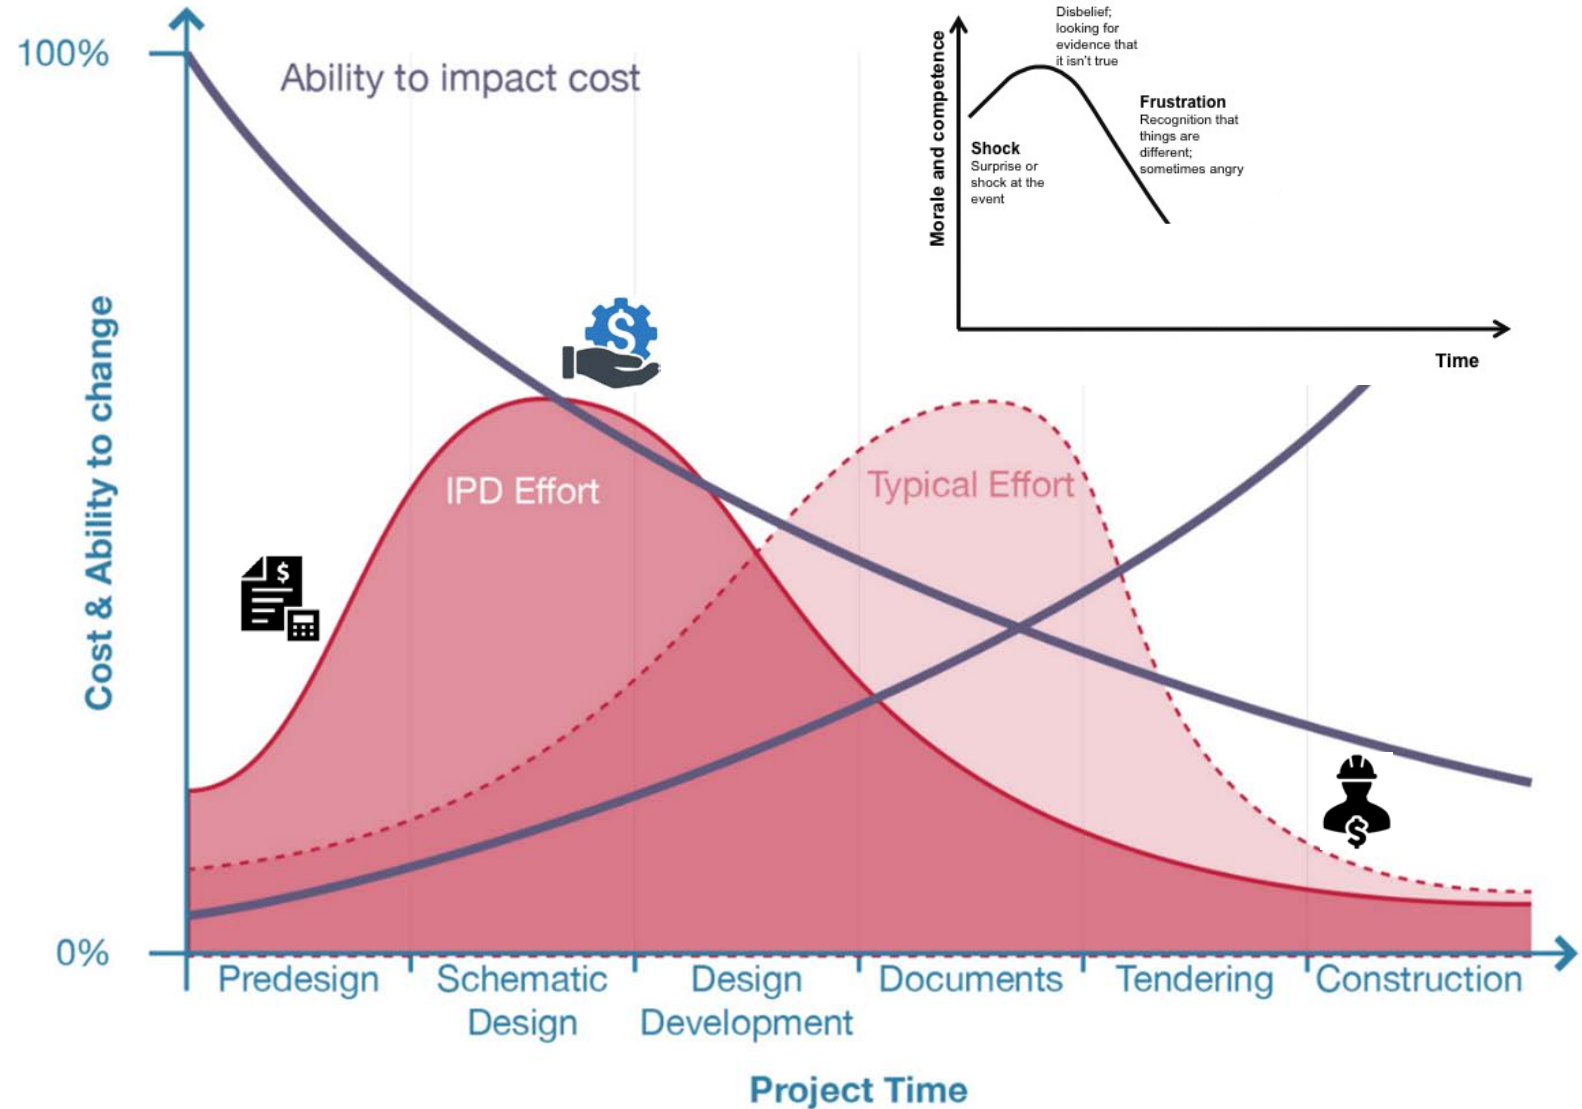 100%
Ability to impact cost
Cost & Ability to change
IPD Effort
Typical Effort
0%
Predesign
Schematic
Design
Design
Development
Documents
Tendering
Construction
Project Time
Morale and competence
Disbelief;
looking for
evidence that
it isn't true
Shock
Surprise or
shock at the
event
Frustration
Recognition that
things are
different;
sometimes angry
Time
$
$
$